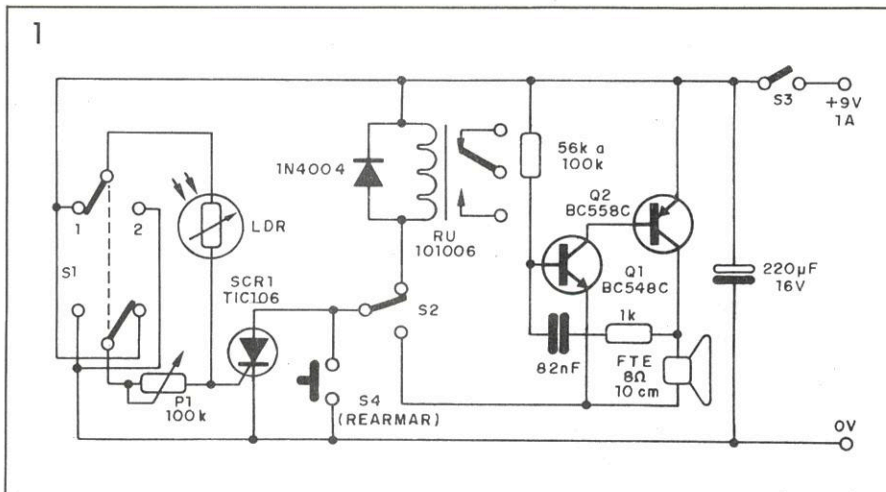 1
S3
+9V
1A
56k a
100k
1N4004
Q2
BC558C
LDR
1
2
RU
101006
S1
Q1
BC548C
220µF
16V
SCR1
TIC106
S2
1k
82nF
FTE
8Ω
10 cm
P1
100k
S4
(REARMAR)
0V